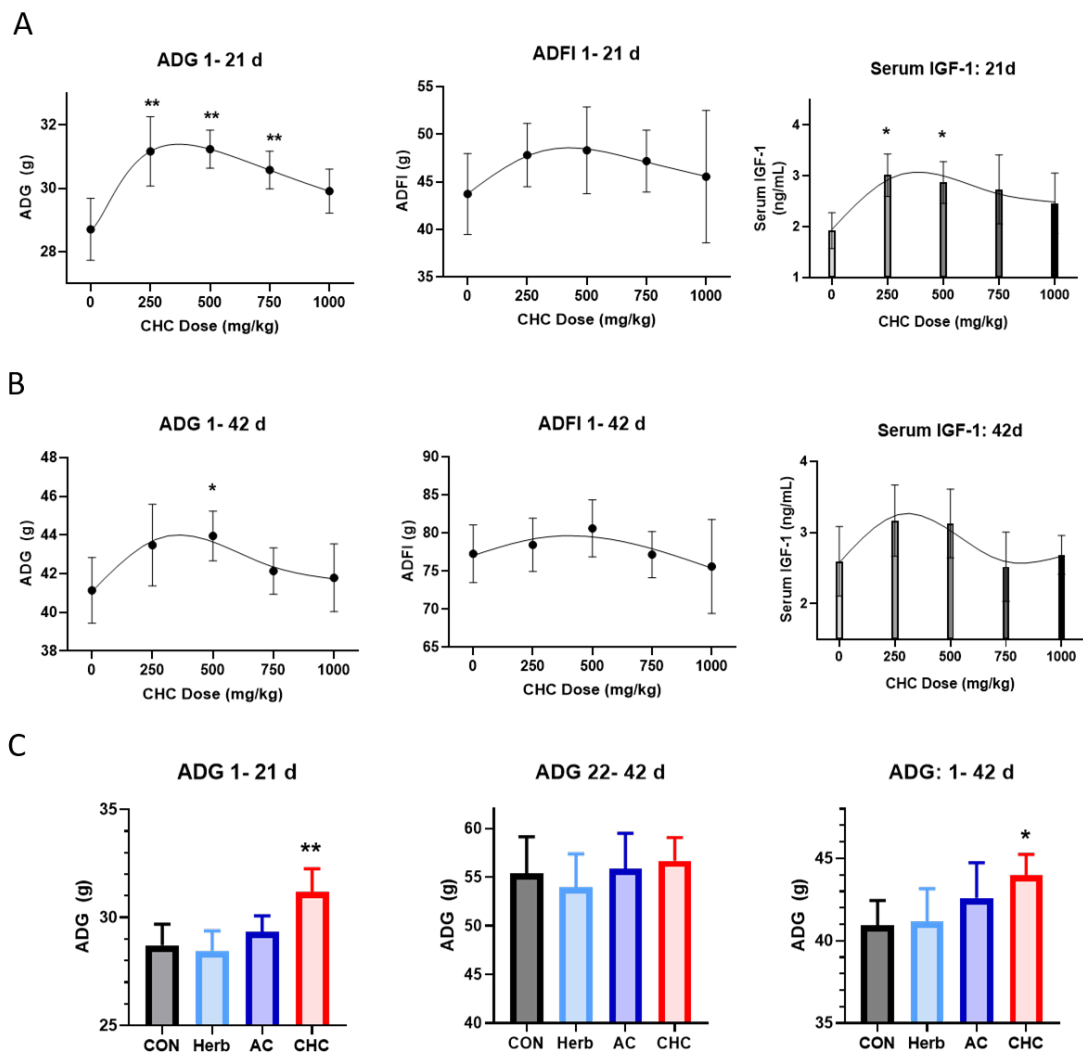 A
ADG 1- 21 d
ADG (g)
32
30
28
**
**
**
0 250 500 750 1000
CHC Dose (mg/kg)
ADFI 1- 21 d
ADFI (g)
55
50
45
40
35
0 250 500 750 1000
CHC Dose (mg/kg)
Serum IGF-1: 21d
Serum IGF-1
(ng/mL)
4
3
2
1
* *
0 250 500 750 1000
CHC Dose (mg/kg)
B
ADG 1- 42 d
ADG (g)
48
46
44
42
40
38
*
0 250 500 750 1000
CHC Dose (mg/kg)
ADFI 1- 42 d
ADFI (g)
90
85
80
75
70
65
0 250 500 750 1000
CHC Dose (mg/kg)
Serum IGF-1: 42d
Serum IGF-1 (ng/mL)
4
3
2
0 250 500 750 1000
CHC Dose (mg/kg)
C
ADG 1- 21 d
ADG (g)
35
30
25
**
CON Herb AC CHC
ADG 22- 42 d
ADG (g)
60
55
50
45
40
CON Herb AC CHC
ADG: 1- 42 d
ADG (g)
45
40
35
*
CON Herb AC CHC